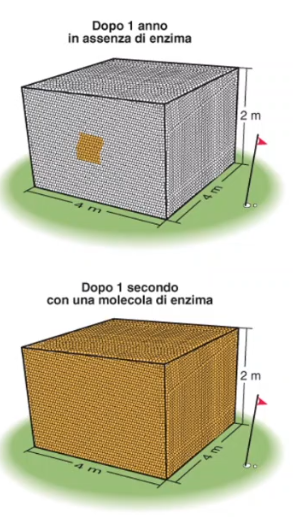 Dopo 1 anno
in assenza di enzima
2 m
4 m
4 m
Dopo 1 secondo
con una molecola di enzima
2 m
4 m
4 m